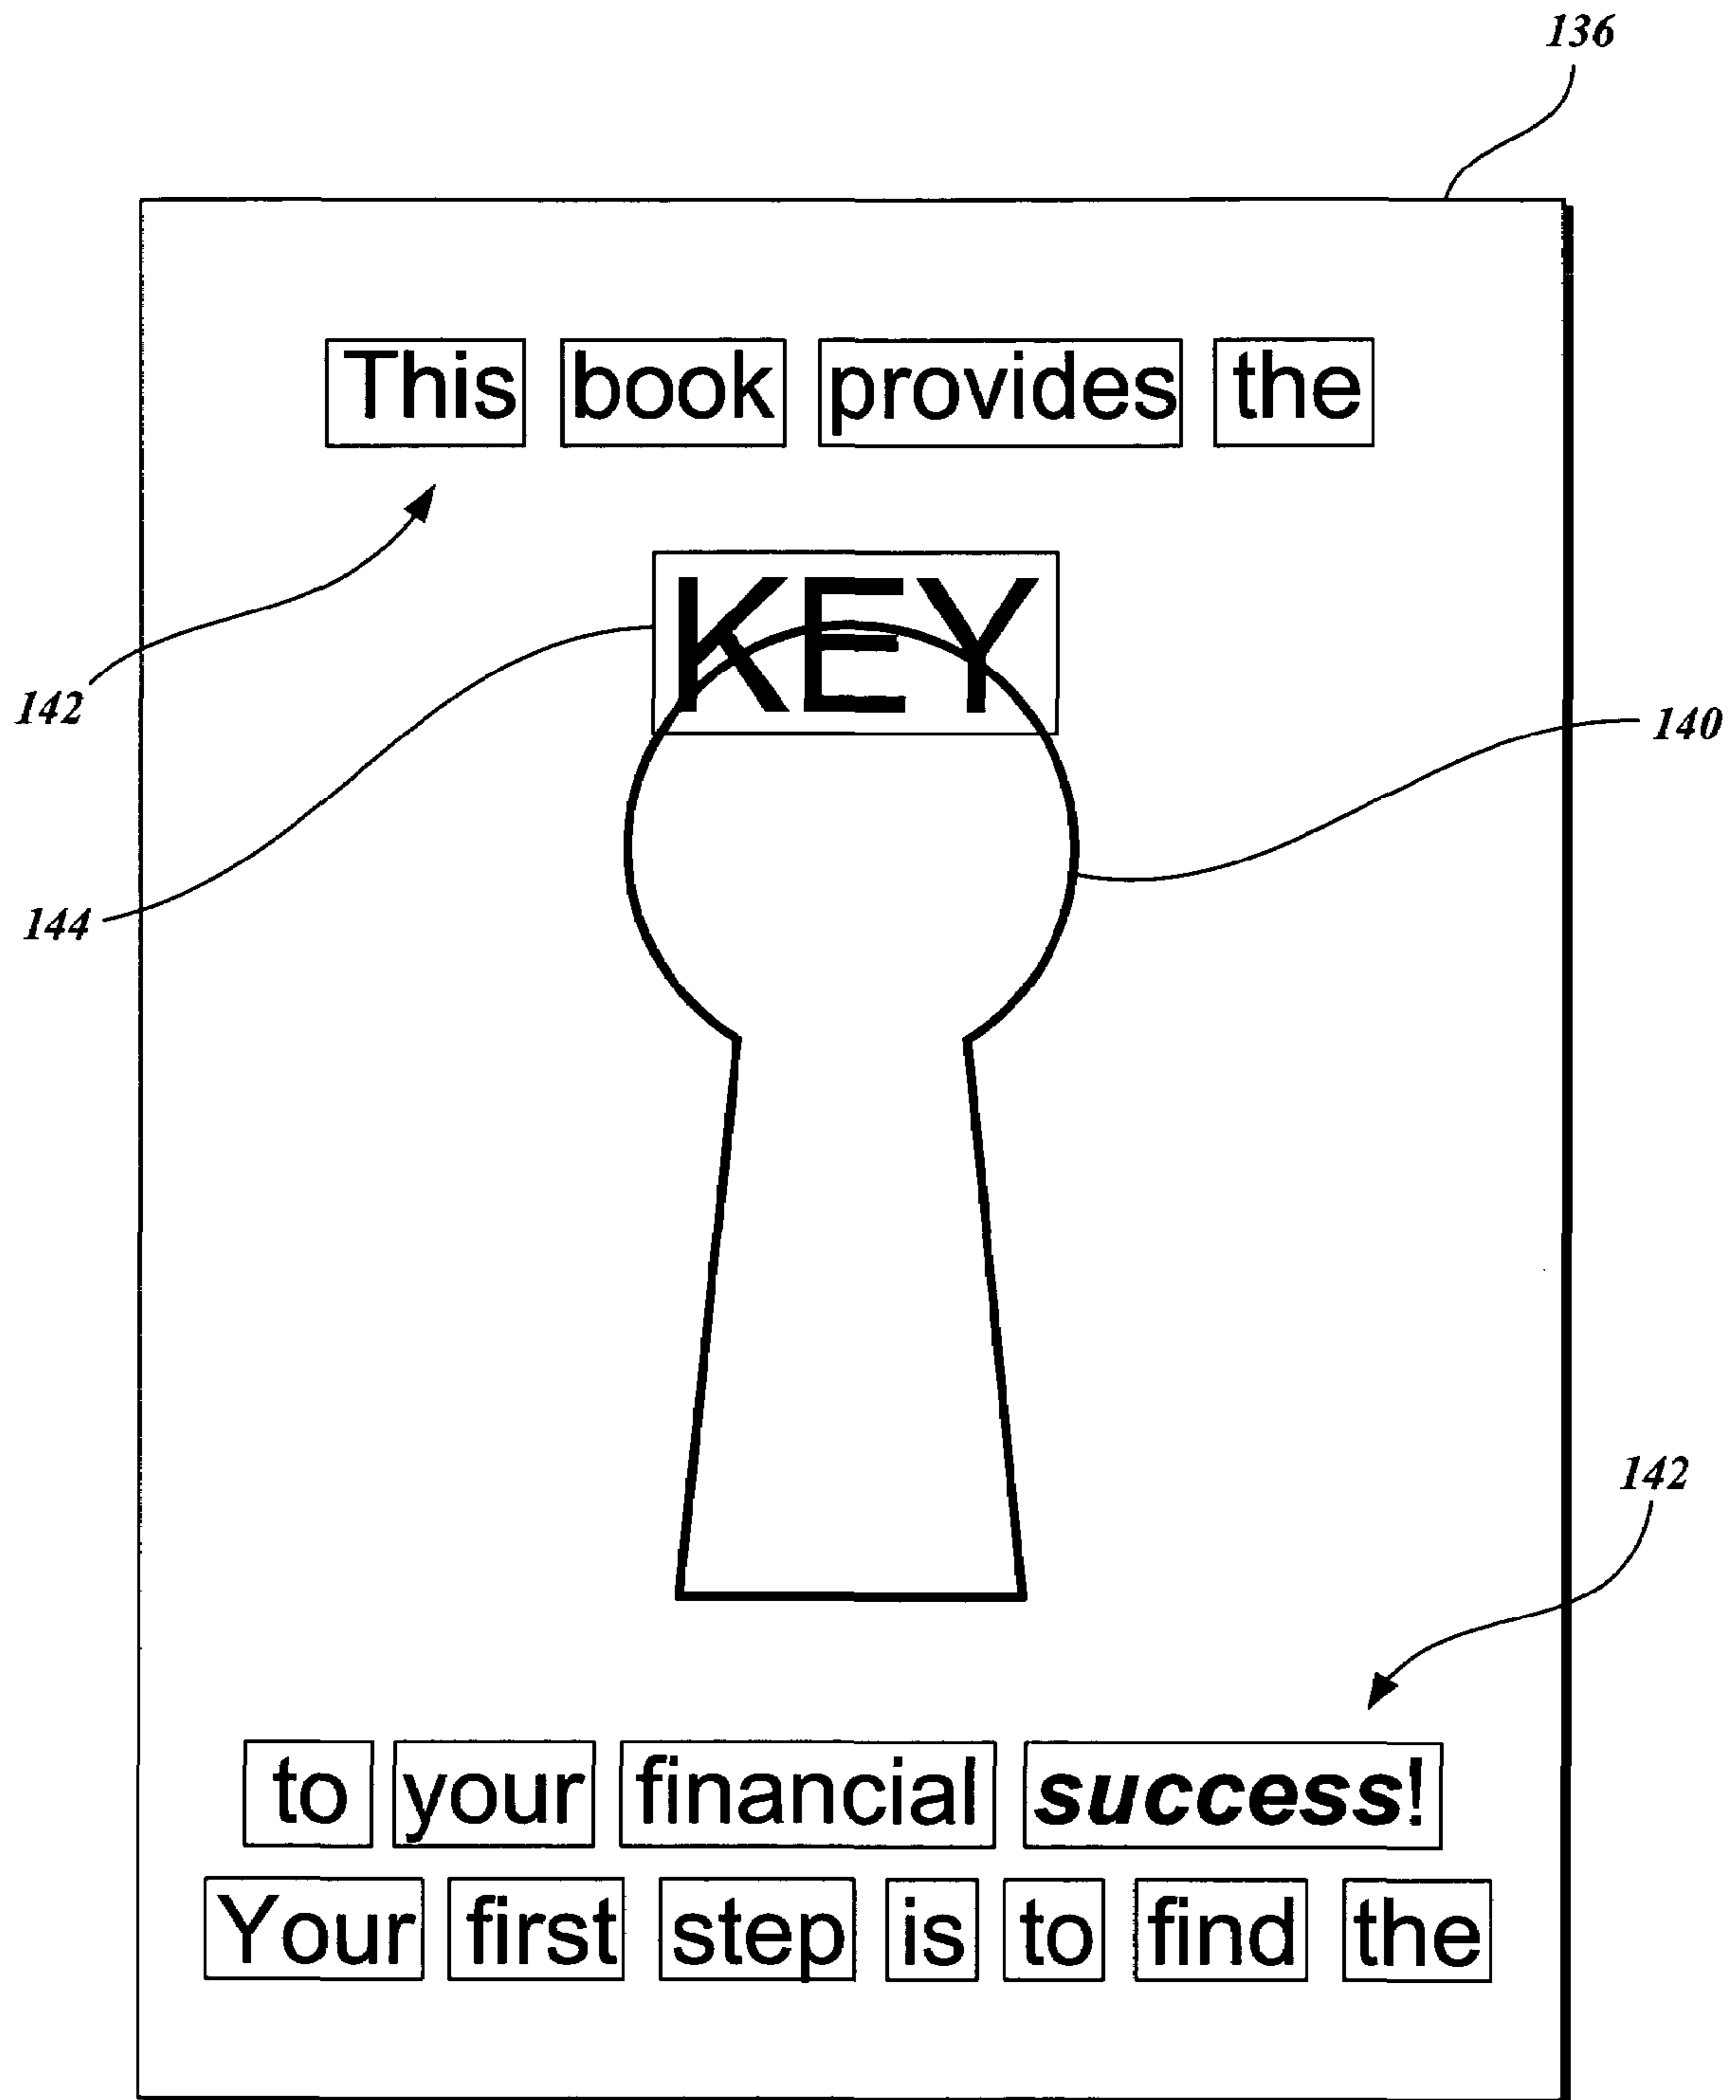 136
This book provides the
KEY
142
140
144
142
to your financial success!
Your first step is to find the